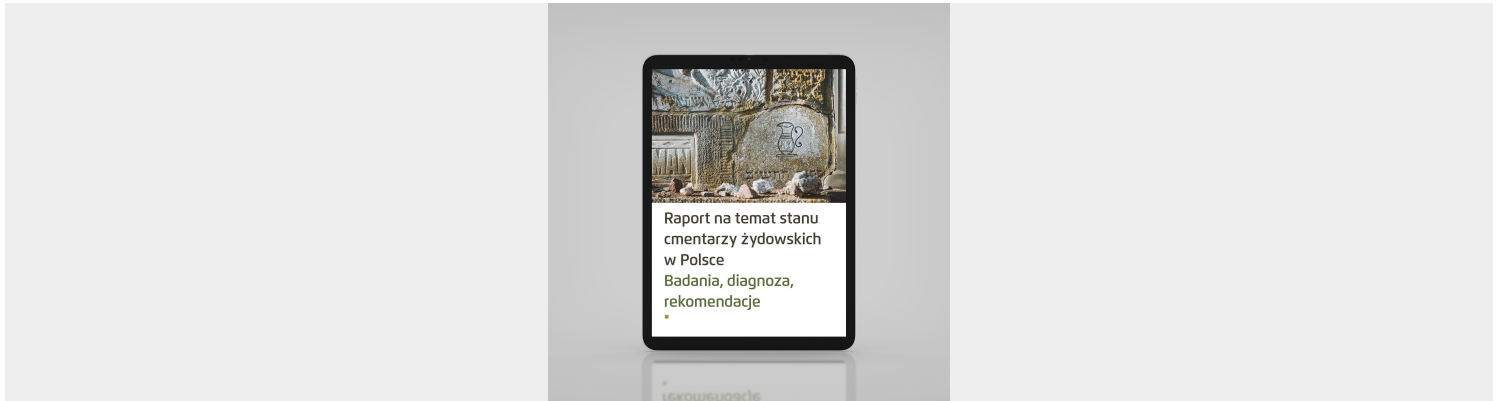 Raport na temat stanu
cmentarzy żydowskich
w Polsce
Badania, diagnoza,
rekomendacje